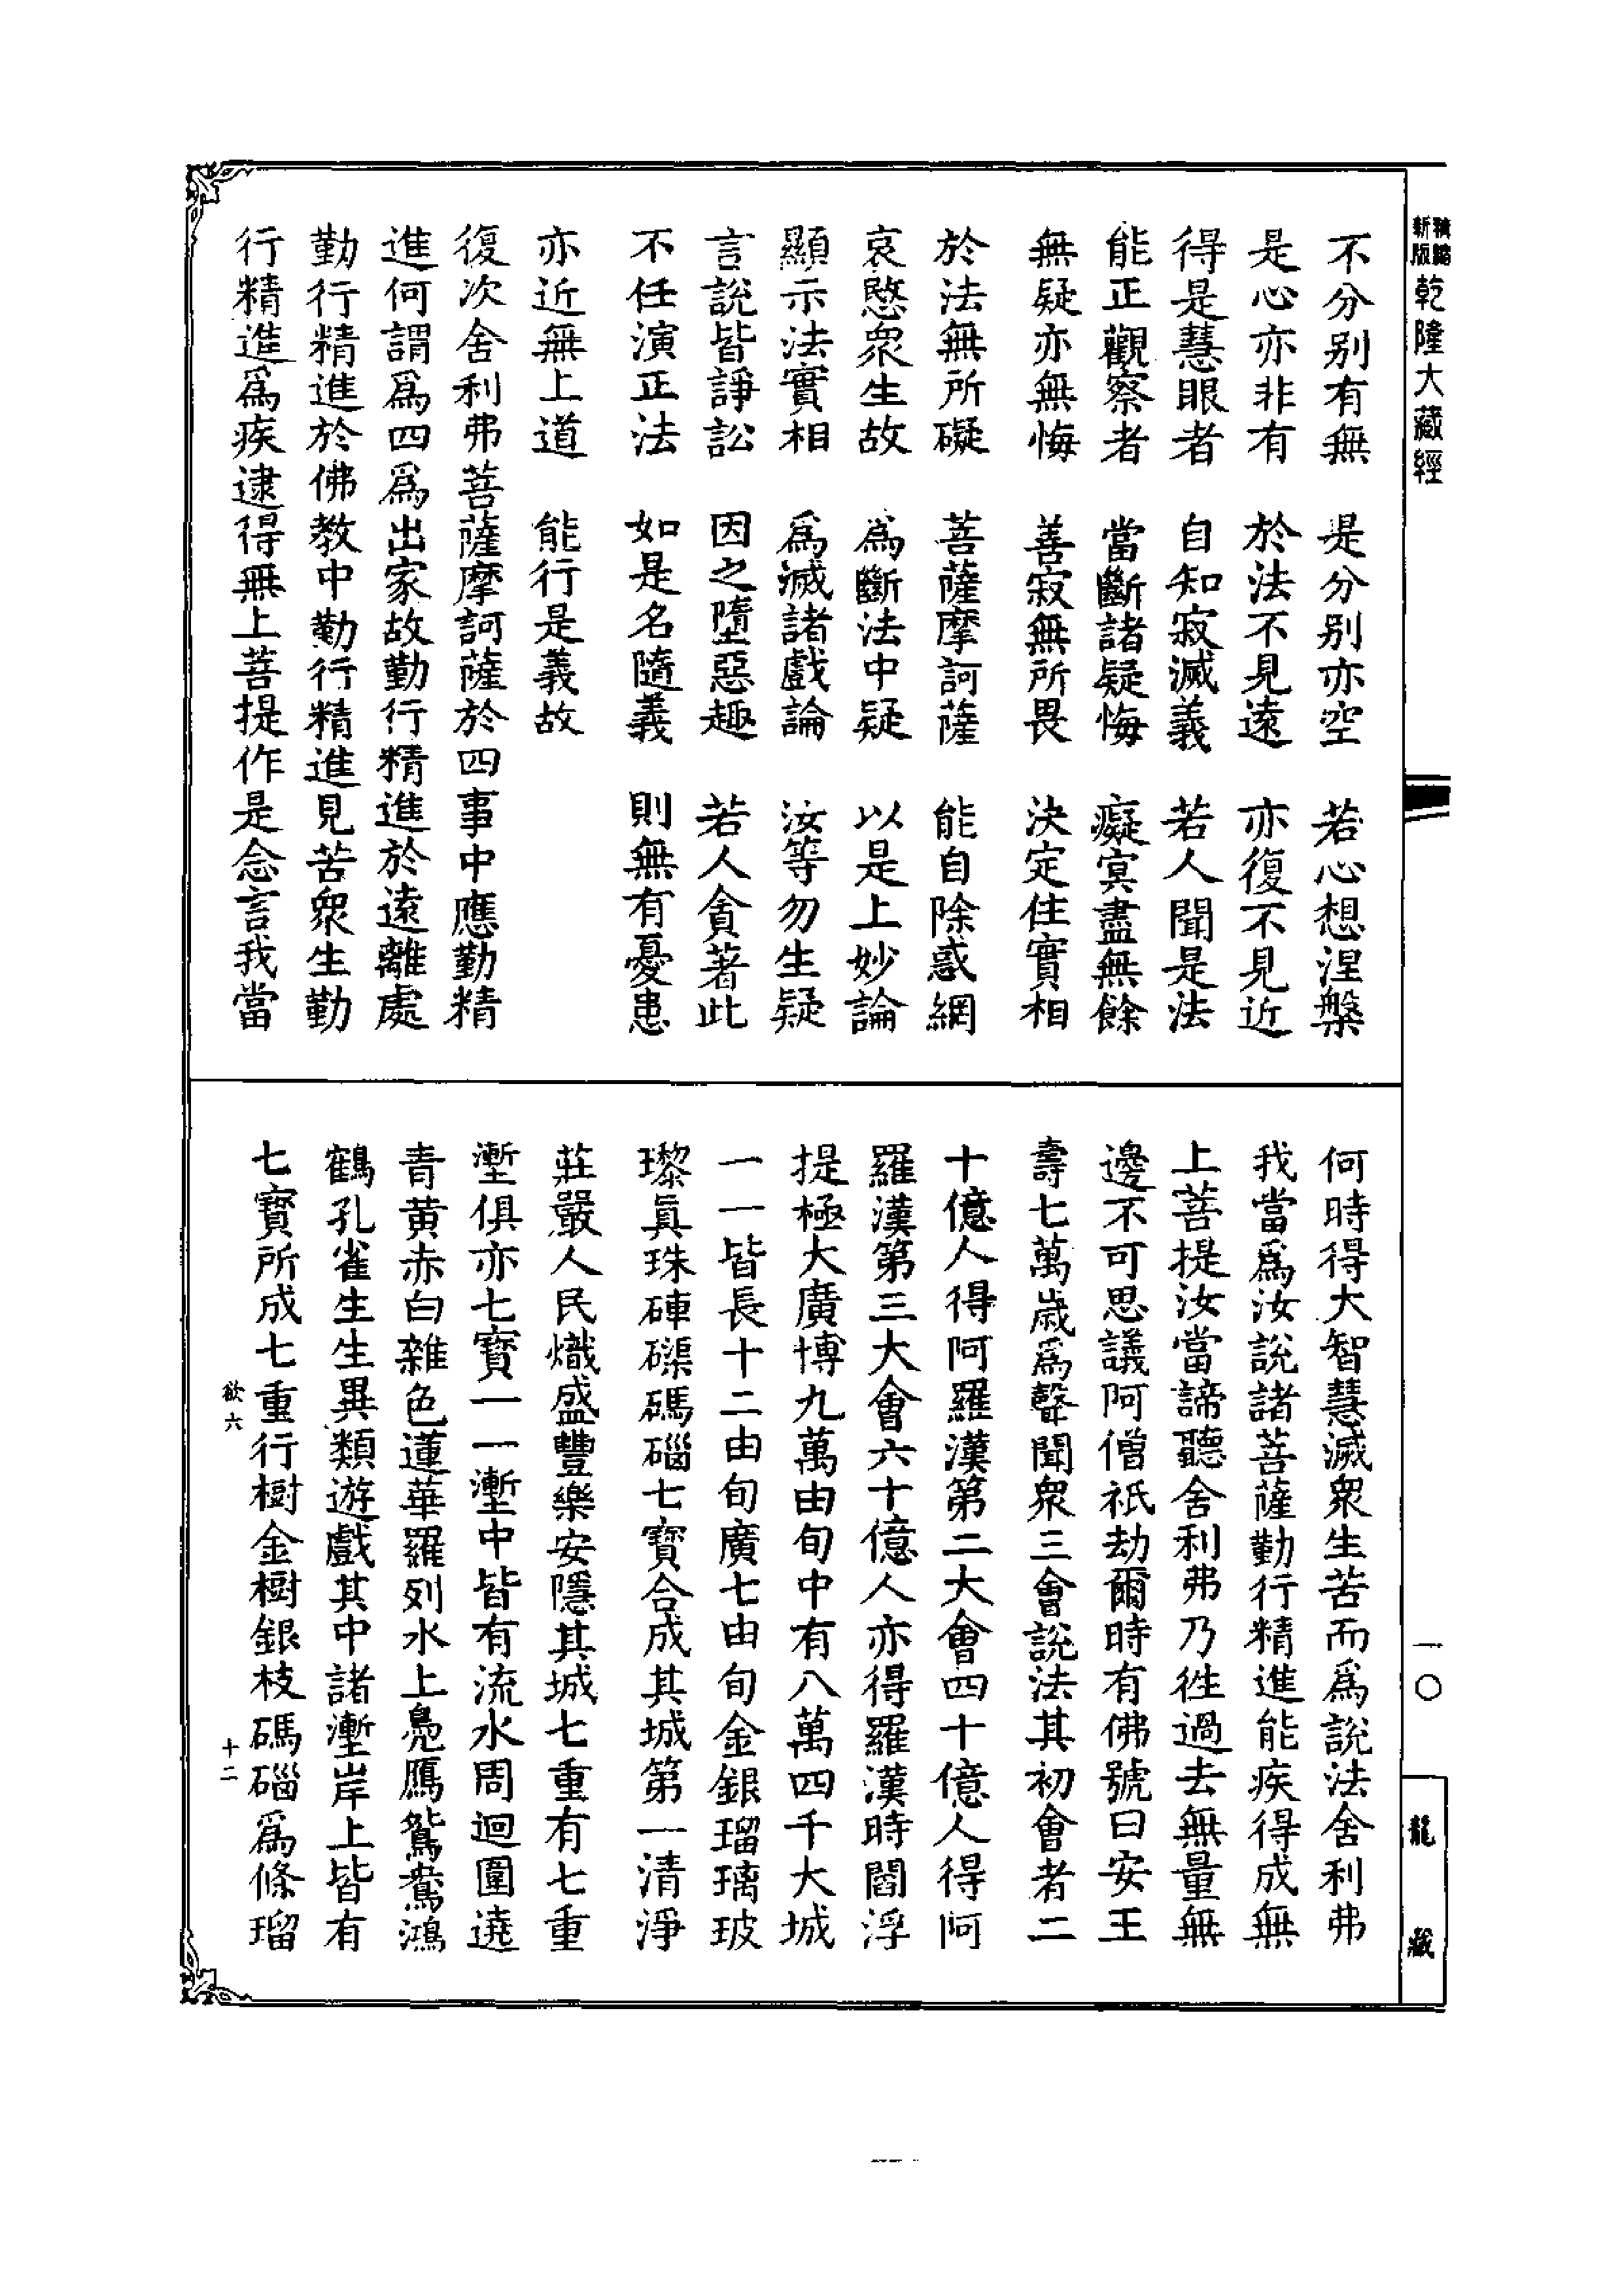 精縮新版乾隆大藏經
不分別有無　是分別亦空　若心想涅槃
是心亦非有　於法不見遠　亦復不見近
得是慧眼者　自知寂滅義　若人聞是法
能正觀察者　當斷諸疑悔　癡寞盡無餘
無疑亦無悔　善寂無所畏　決定住實相
於法無所礙　菩薩摩訶薩　能自除惑網
哀愍衆生故　爲斷法中疑　以是上妙論
顯示法實相　爲滅諸戲論　汝等勿生疑
言說皆諍訟　因之墮惡趣　若人貪著此
不任演正法　如是名隨義　則無有憂患
亦近無上道　能行是義故
復次舍利弗菩薩摩訶薩於四事中應勤精
進何謂爲四爲出家故勤行精進於遠離處
勤行精進於佛教中勤行精進見苦衆生勤
行精進爲疾逮得無上菩提作是念言我當
何時得大智慧滅衆生苦而爲說法舍利弗
我當爲汝說諸菩薩勤行精進能疾得成無
上菩提汝當諦聽舍利弗乃徃過去無量無
邊不可思議阿僧祇劫爾時有佛號曰安王
壽七萬歲爲聲聞衆三會說法其初會者二
十億人得阿羅漢第二大會四十億人得阿
羅漢第三大會六十億人亦得羅漢時閻浮
提極大廣博九萬由旬中有八萬四千大城
一一皆長十二由旬廣七由旬金銀瑠璃玻
瓈眞珠硨磲碼碯七寶合成其城第一清淨
莊嚴人民熾盛豐樂安隱其城七重有七重
壍俱亦七寶一一壍中皆有流水周迴圍遶
青黃赤白雜色蓮華羅列水上鳧鴈鴛鴦鴻
鶴孔雀生生異類遊戲其中諸壍岸上皆有
七寶所成七重行樹金樹銀枝碼碯爲條瑠
欲六　十二
一〇
龍藏